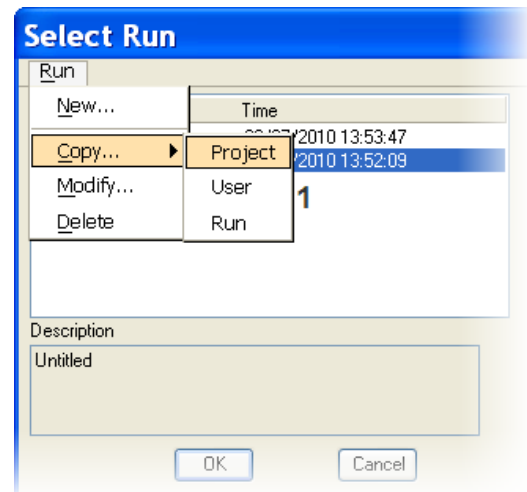 Select Run
Run
New...
Time
/2010 13:53:47
Copy...
Project
/2010 13:52:09
Modify...
User
1
Delete
Run
Description
Untitled
OK
Cancel